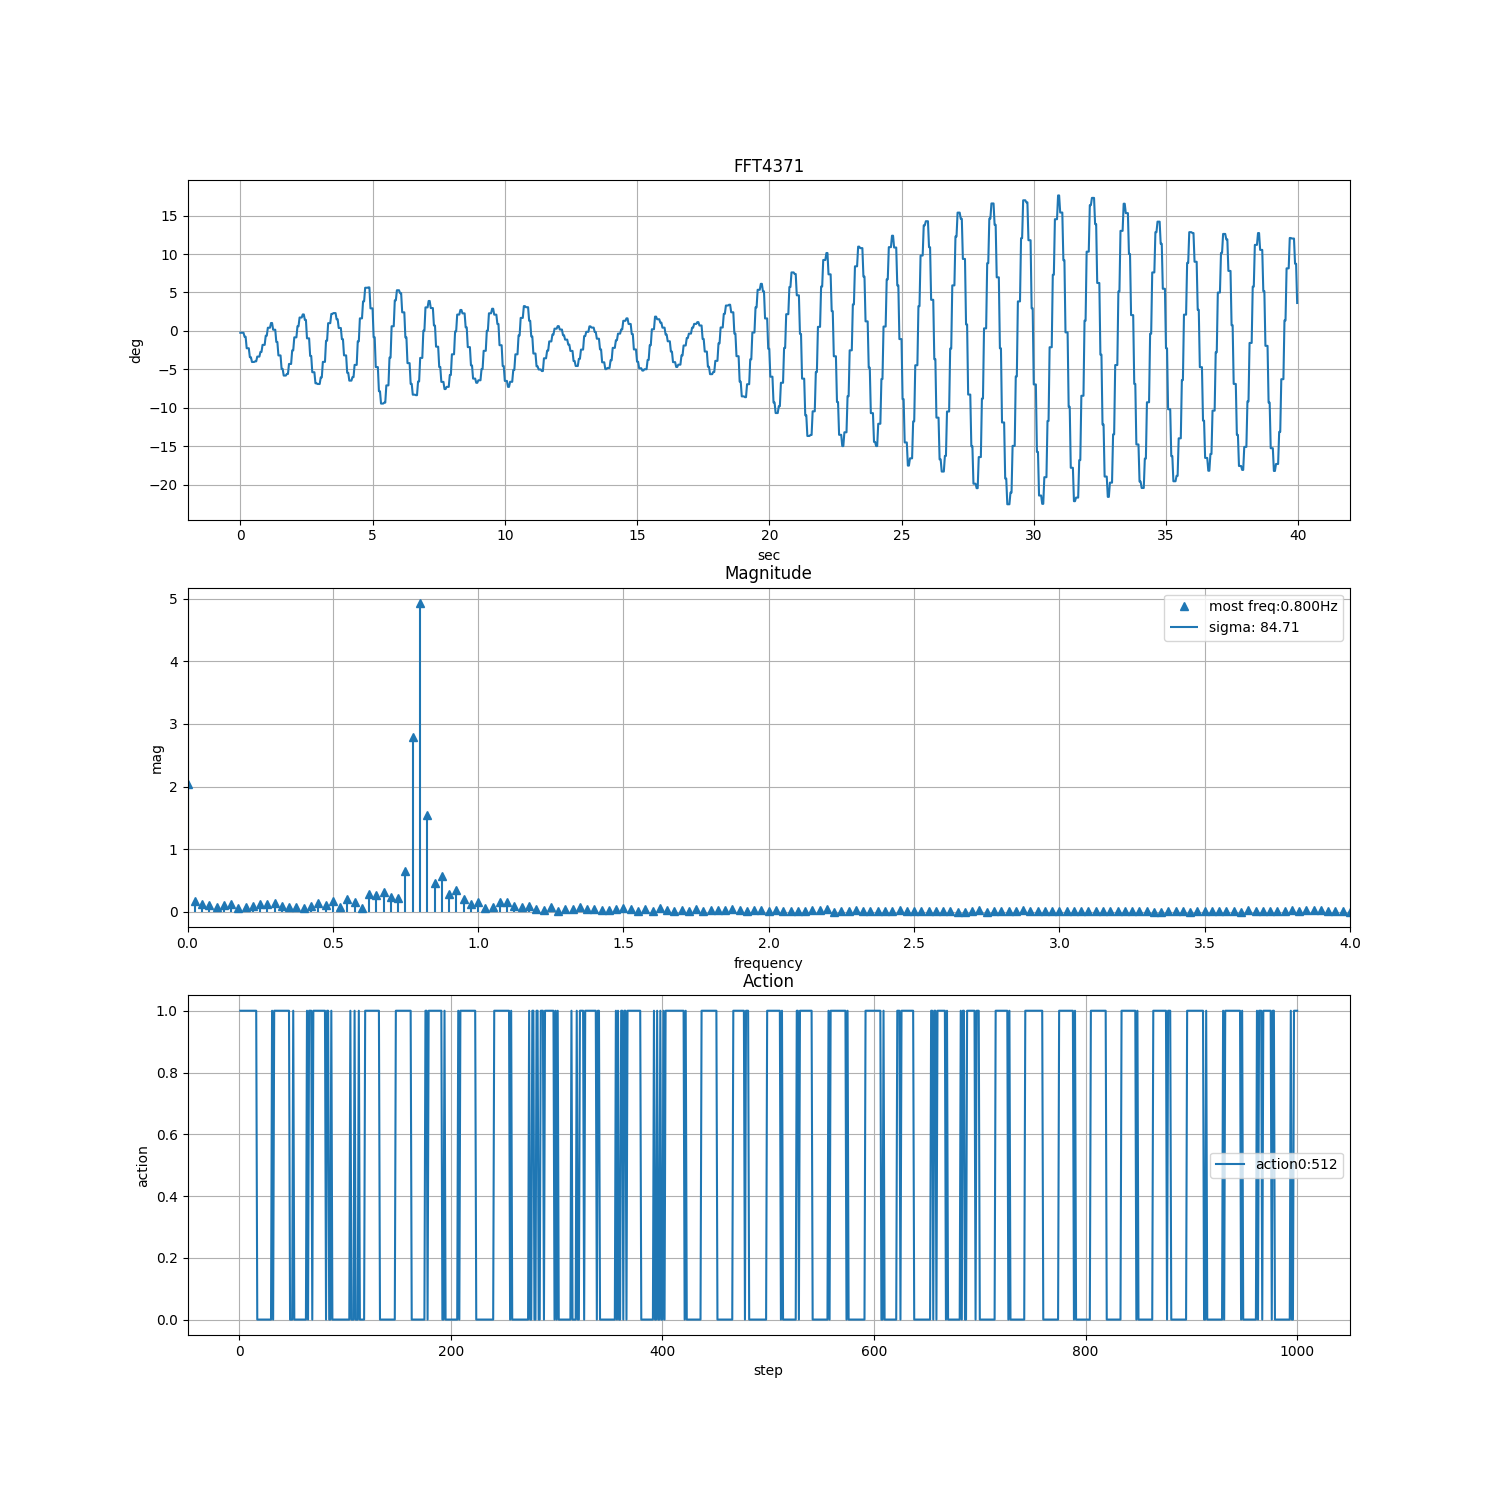 FFT4371
15
10
5
0
−5
−10
−15
−20
deg
0 5 10 15 20 25 30 35 40
sec
Magnitude
5
4
3
2
1
0
mag
most freq:0.800Hz
sigma: 84.71
0.0 0.5 1.0 1.5 2.0 2.5 3.0 3.5 4.0
frequency
Action
1.0
0.8
0.6
0.4
0.2
0.0
action
action0:512
0 200 400 600 800 1000
step